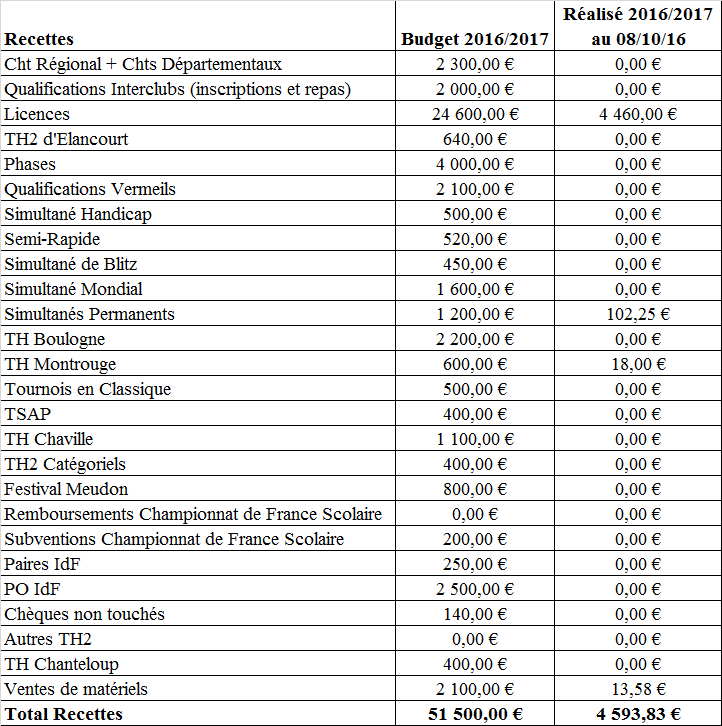 Recettes Budget 2016/2017 Réalisé 2016/2017 au 08/10/16
Cht Régional + Chts Départementaux 2 300,00 € 0,00 €
Qualifications Interclubs (inscriptions et repas) 2 000,00 € 0,00 €
Licences 24 600,00 € 4 460,00 €
TH2 d'Elancourt 640,00 € 0,00 €
Phases 4 000,00 € 0,00 €
Qualifications Vermeils 2 100,00 € 0,00 €
Simultané Handicap 500,00 € 0,00 €
Semi-Rapide 520,00 € 0,00 €
Simultané de Blitz 450,00 € 0,00 €
Simultané Mondial 1 600,00 € 0,00 €
Simultanés Permanents 1 200,00 € 102,25 €
TH Boulogne 2 200,00 € 0,00 €
TH Montrouge 600,00 € 18,00 €
Tournois en Classique 500,00 € 0,00 €
TSAP 400,00 € 0,00 €
TH Chaville 1 100,00 € 0,00 €
TH2 Catégoriels 400,00 € 0,00 €
Festival Meudon 800,00 € 0,00 €
Remboursements Championnat de France Scolaire 0,00 € 0,00 €
Subventions Championnat de France Scolaire 200,00 € 0,00 €
Paires IdF 250,00 € 0,00 €
PO IdF 2 500,00 € 0,00 €
Chèques non touchés 140,00 € 0,00 €
Autres TH2 0,00 € 0,00 €
TH Chanteloup 400,00 € 0,00 €
Ventes de matériels 2 100,00 € 13,58 €
Total Recettes 51 500,00 € 4 593,83 €